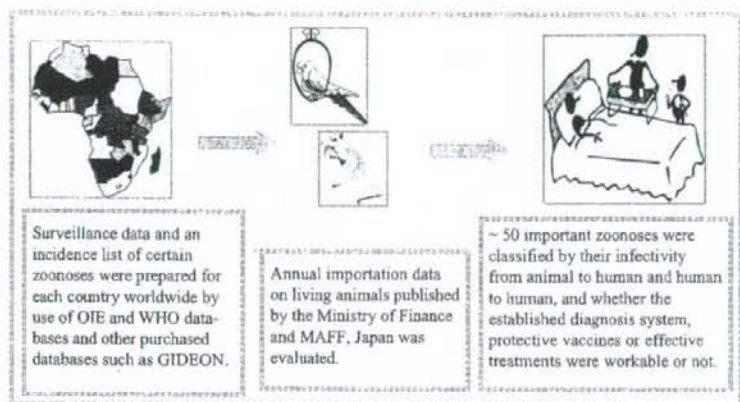 Surveillance data and an
incidence list of certain
zoonoses were prepared for
each country worldwide by
use of OIE and WHO data-
bases and other purchased
databases such as GIDEON.
Annual importation data
on living animals published
by the Ministry of Finance
and MAFF, Japan was
evaluated.
~ 50 important zoonoses were
classified by their infectivity
from animal to human and human
to human, and whether the
established diagnosis system,
protective vaccines or effective
treatments were workable or not.